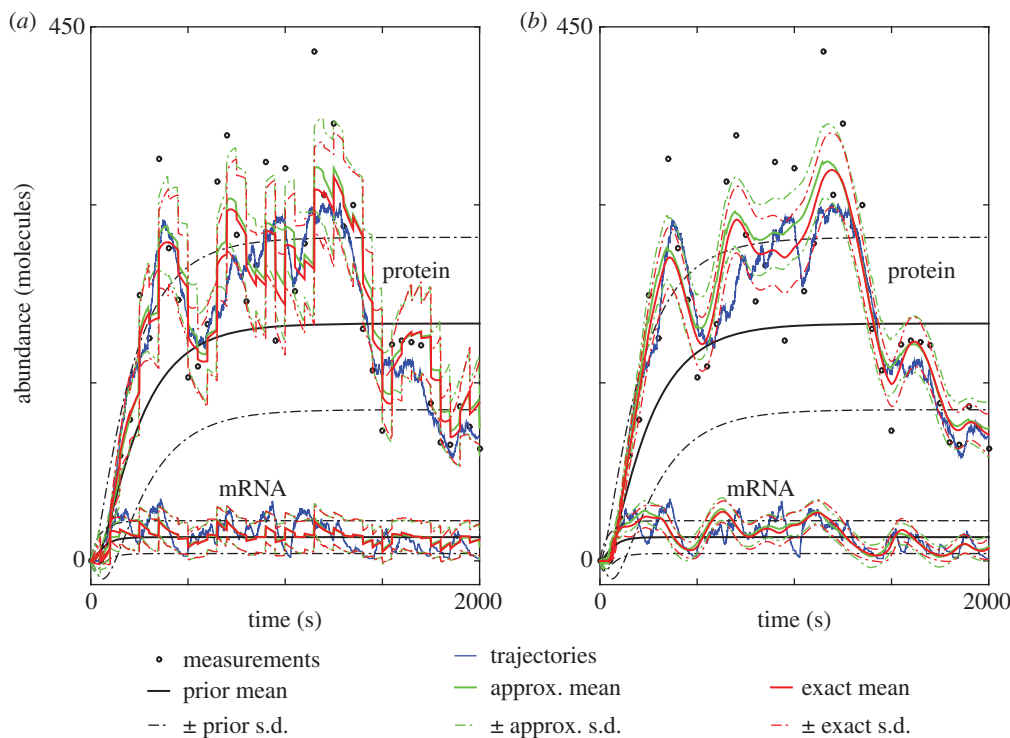 (a) (b)
450 450
abundance (molecules)
protein protein
mRNA mRNA
0 0
0 2000 0 2000
time (s) time (s)
measurements trajectories
prior mean approx. mean exact mean
± prior s.d. ± approx. s.d. ± exact s.d.